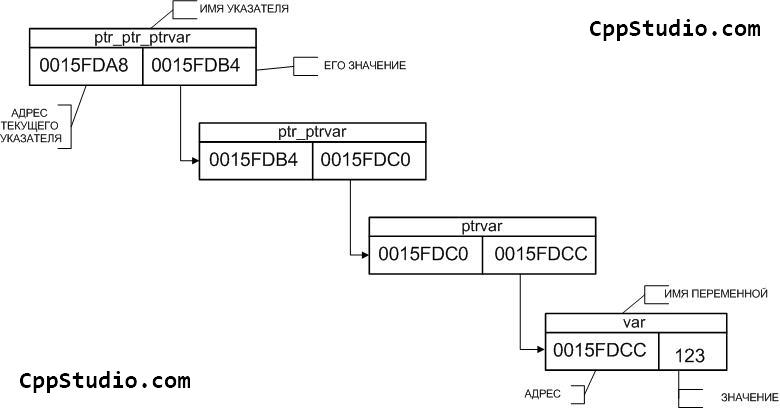 ИМЯ УКАЗАТЕЛЯ
CppStudio.com
ptr_ptr_ptrvar
0015FDA8 0015FDB4
ЕГО ЗНАЧЕНИЕ
АДРЕС
ТЕКУЩЕГО
УКАЗАТЕЛЯ
ptr_ptrvar
0015FDB4 0015FDC0
ptrvar
0015FDC0 0015FDCC
ИМЯ ПЕРЕМЕННОЙ
var
0015FDCC 123
CppStudio.com
АДРЕС
ЗНАЧЕНИЕ